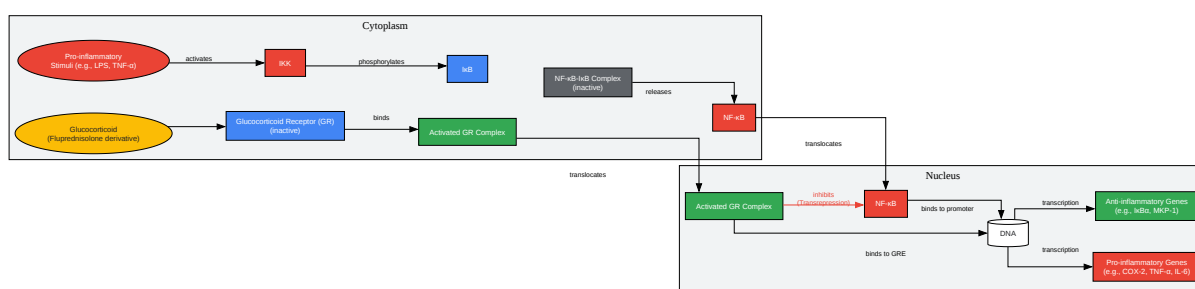 Cytoplasm
Pro-inflammatory
Stimuli (e.g., LPS, TNF-α)
activates
IKK
phosphorylates
IκB
NF-κB-IκB Complex
(inactive)
releases
NF-κB
Glucocorticoid
(Fluprednisolone derivative)
Glucocorticoid Receptor (GR)
(inactive)
binds
Activated GR Complex
translocates
translocates
Nucleus
Activated GR Complex
inhibits
(Transrepression)
NF-κB
binds to promoter
binds to GRE
DNA
transcription
Anti-inflammatory Genes
(e.g., IκBα, MKP-1)
transcription
Pro-inflammatory Genes
(e.g., COX-2, TNF-α, IL-6)